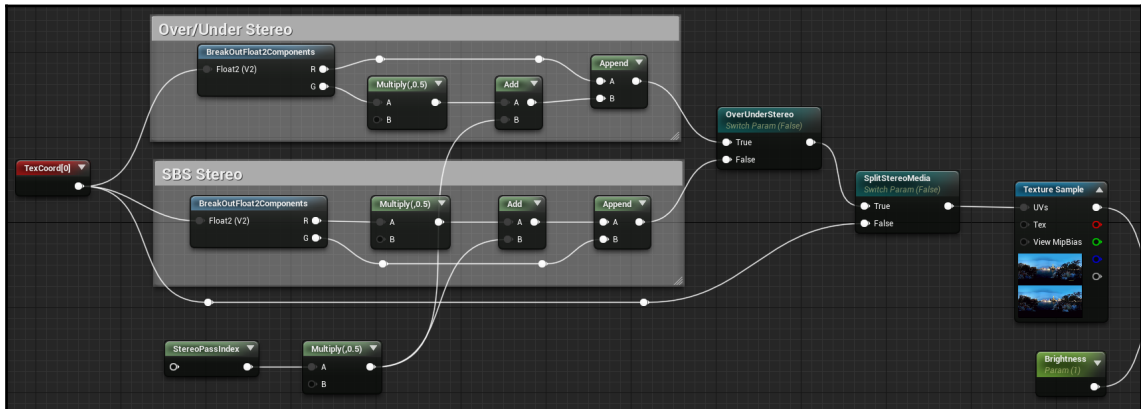 Over/Under Stereo
BreakOutFloat2Components
Float2 (V2) R
G
Multiply(,0.5)
A
B
Add
A
B
Append
A
B
OverUnderStereo
Switch Param (False)
True
False
TexCoord[0]
SBS Stereo
BreakOutFloat2Components
Float2 (V2) R
G
Multiply(,0.5)
A
B
Add
A
B
Append
A
B
SplitStereoMedia
Switch Param (False)
True
False
Texture Sample
UVs
Tex
View MipBias
StereoPassIndex
Multiply(,0.5)
A
B
Brightness
Param (1)